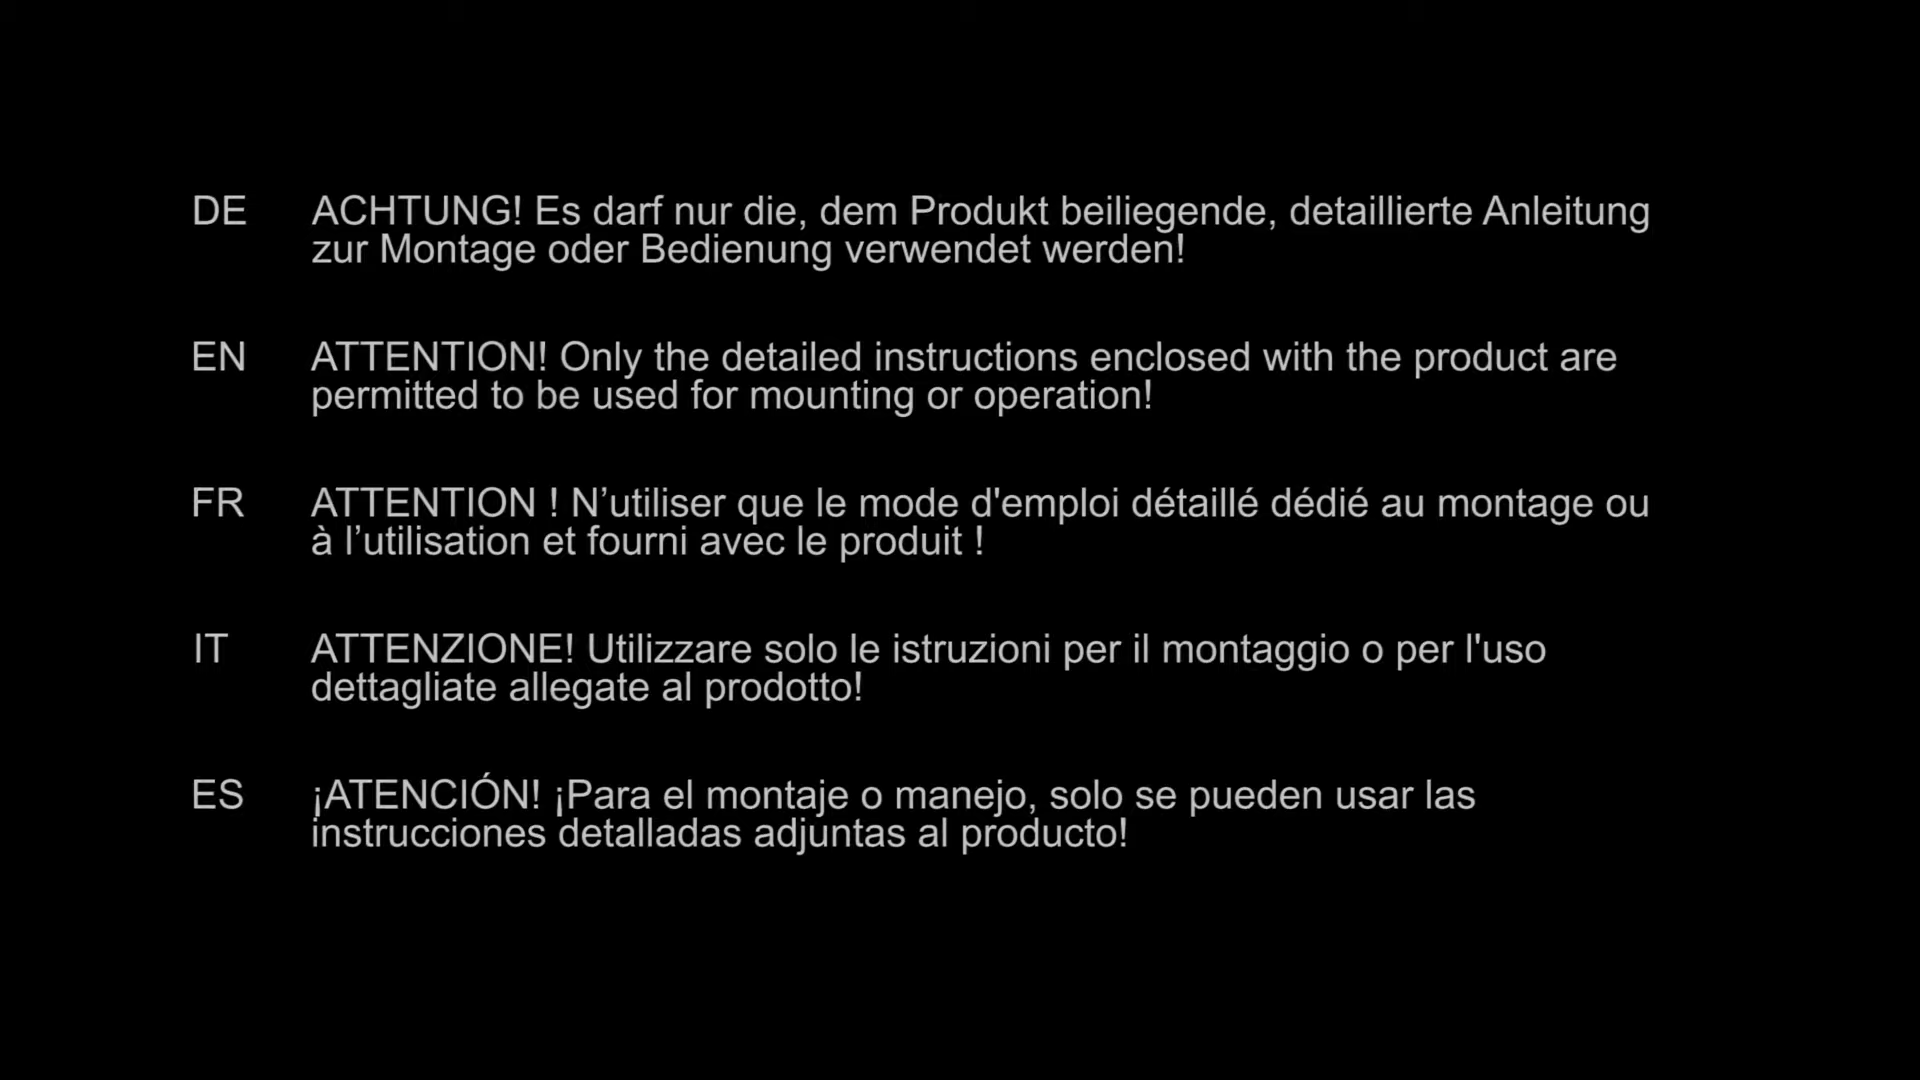 DE ACHTUNG! Es darf nur die, dem Produkt beiliegende, detaillierte Anleitung
zur Montage oder Bedienung verwendet werden!
EN ATTENTION! Only the detailed instructions enclosed with the product are
permitted to be used for mounting or operation!
FR ATTENTION ! N’utiliser que le mode d'emploi détaillé dédié au montage ou
à l’utilisation et fourni avec le produit !
IT ATTENZIONE! Utilizzare solo le istruzioni per il montaggio o per l'uso
dettagliate allegate al prodotto!
ES ¡ATENCIÓN! ¡Para el montaje o manejo, solo se pueden usar las
instrucciones detalladas adjuntas al producto!